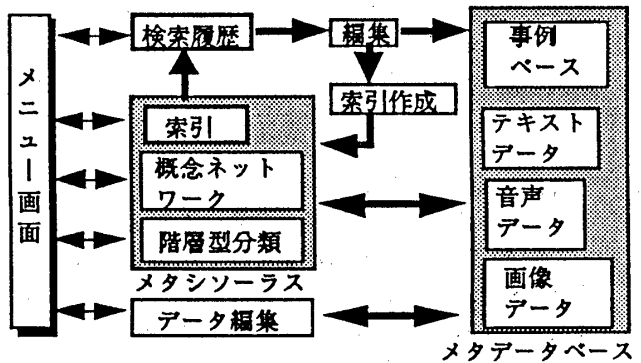 メニュー画面
検索履歴
編集
索引作成
索引
概念ネット
ワーク
階層型分類
メタシソーラス
データ編集
事例
ベース
テキスト
データ
音声
データ
画像
データ
メタデータベース